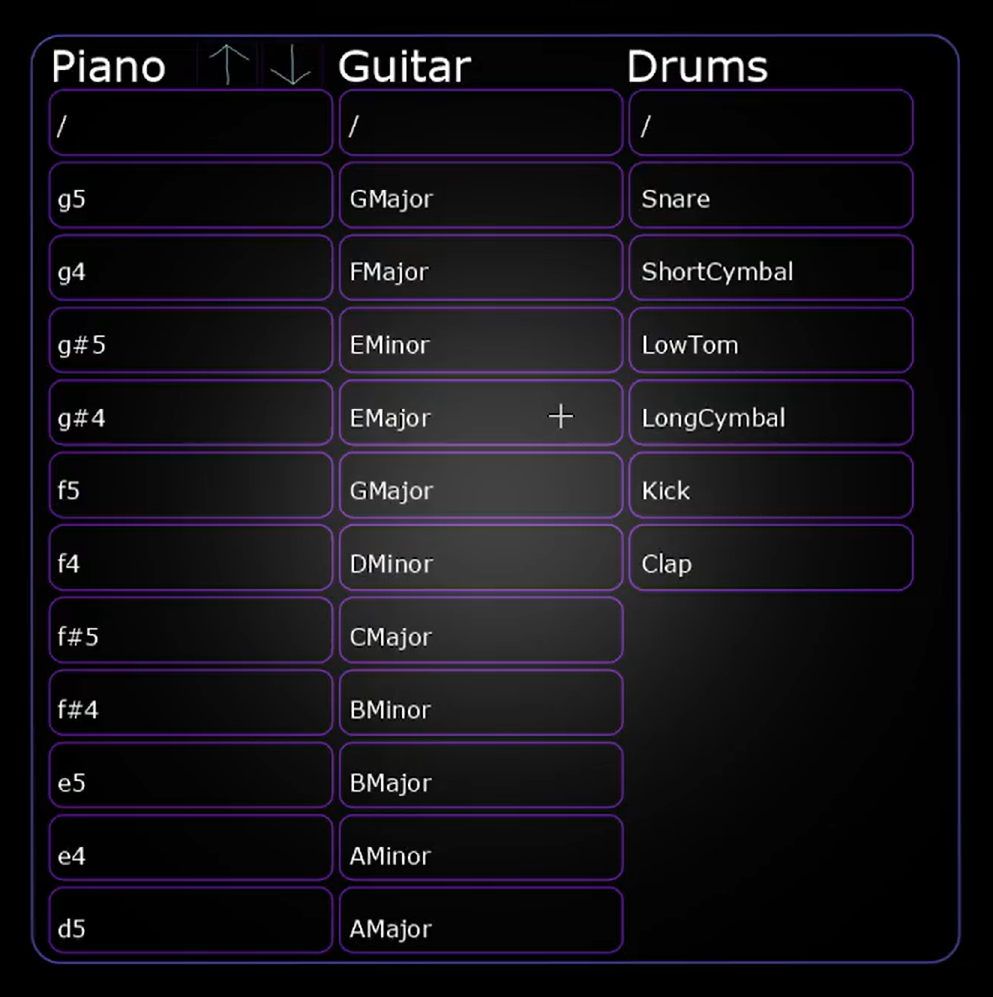 Piano Guitar Drums
/ / /
g5 GMajor Snare
g4 FMajor ShortCymbal
g#5 EMinor LowTom
g#4 EMajor LongCymbal
f5 GMajor Kick
f4 DMinor Clap
f#5 CMajor
f#4 BMinor
e5 BMajor
e4 AMinor
d5 AMajor